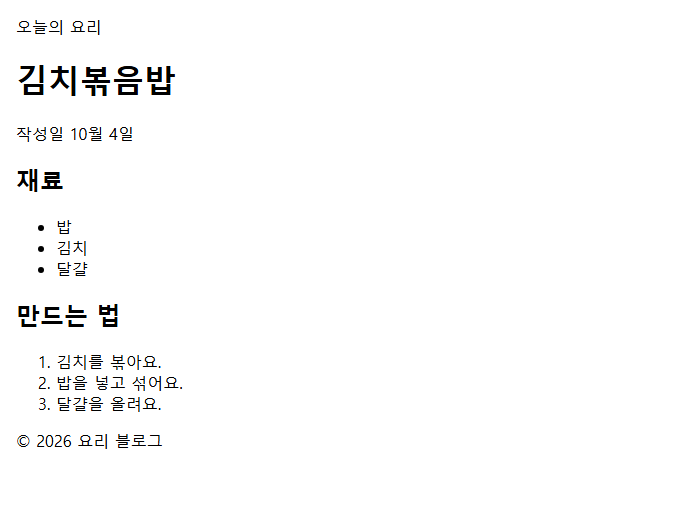 오늘의 요리
김치볶음밥
작성일 10월 4일
재료
• 밥
• 김치
• 달걀
만드는 법
1. 김치를 볶아요.
2. 밥을 넣고 섞어요.
3. 달걀을 올려요.
© 2026 요리 블로그